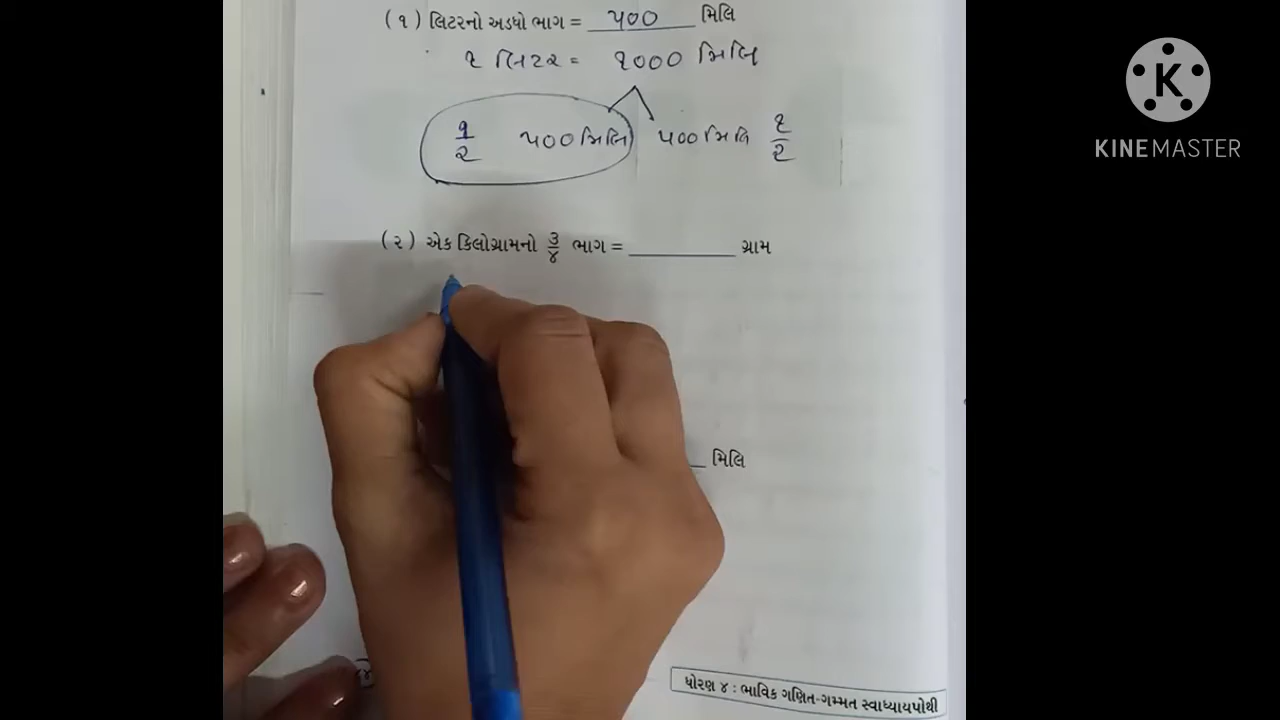 (૧) લિટરનો અડધો ભાગ = ૫૦૦ મિલિ
૧ લિટર = ૧૦૦૦ મિલિ
૧/૨ ૫૦૦ મિલિ ૫૦૦ મિલિ ૧/૨
(૨) એક કિલોગ્રામનો ૩/૪ ભાગ = ________ ગ્રામ
મિલિ
ધોરણ ૪ : ભાવિક ગણિત-ગમ્મત સ્વાધ્યાયપોથી
K
KINEMASTER